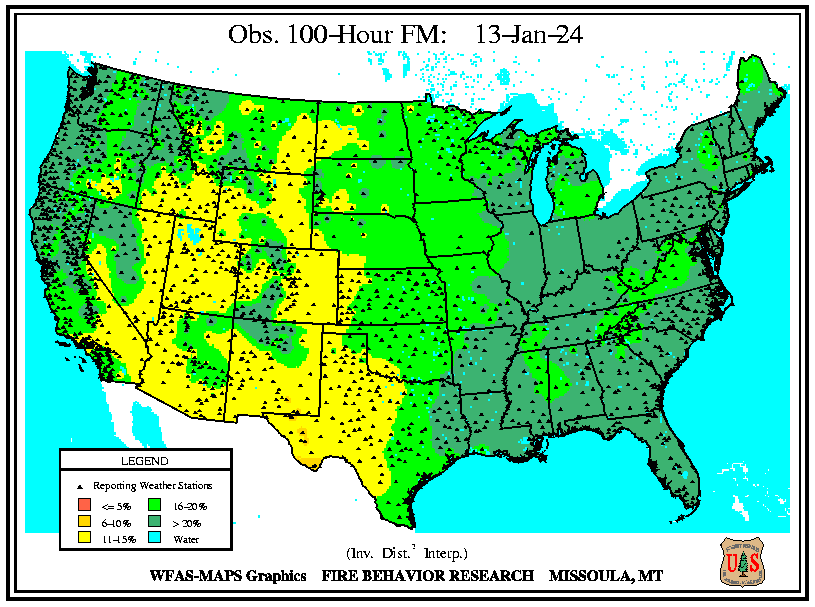 Obs. 100-Hour FM: 13-Jan-24
LEGEND
Reporting Weather Stations
<= 5% 16-20%
6-10% > 20%
11-15% Water
(Inv. Dist.² Interp.)
WFAS-MAPS Graphics FIRE BEHAVIOR RESEARCH MISSOULA, MT
U S